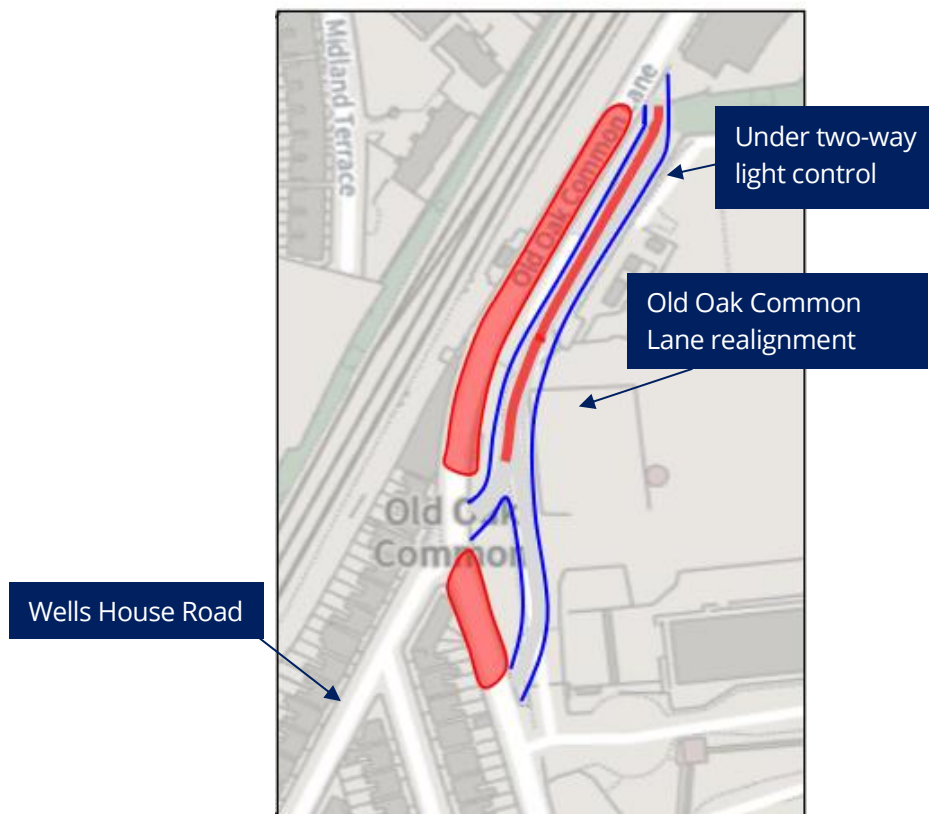 Midland Terrace
Old Oak Common Lane
Under two-way
light control
Old Oak Common
Lane realignment
Old Oak
Common
Wells House Road